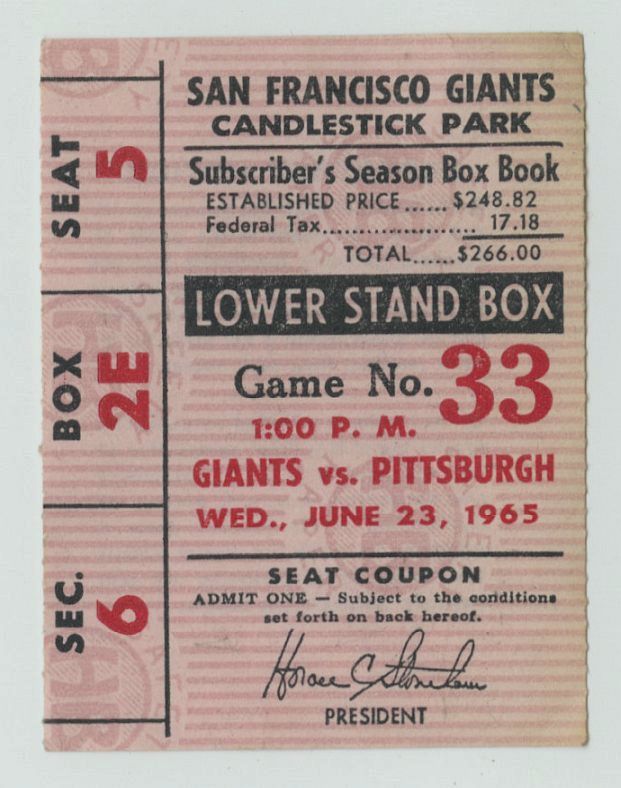 SEAT 5
BOX 2E
SEC. 6
SAN FRANCISCO GIANTS
CANDLESTICK PARK
Subscriber's Season Box Book
ESTABLISHED PRICE......$248.82
Federal Tax......................17.18
TOTAL......$266.00
LOWER STAND BOX
Game No. 33
1:00 P. M.
GIANTS vs. PITTSBURGH
WED., JUNE 23, 1965
SEAT COUPON
ADMIT ONE — Subject to the conditions
set forth on back hereof.
Horace C Stoneham
PRESIDENT